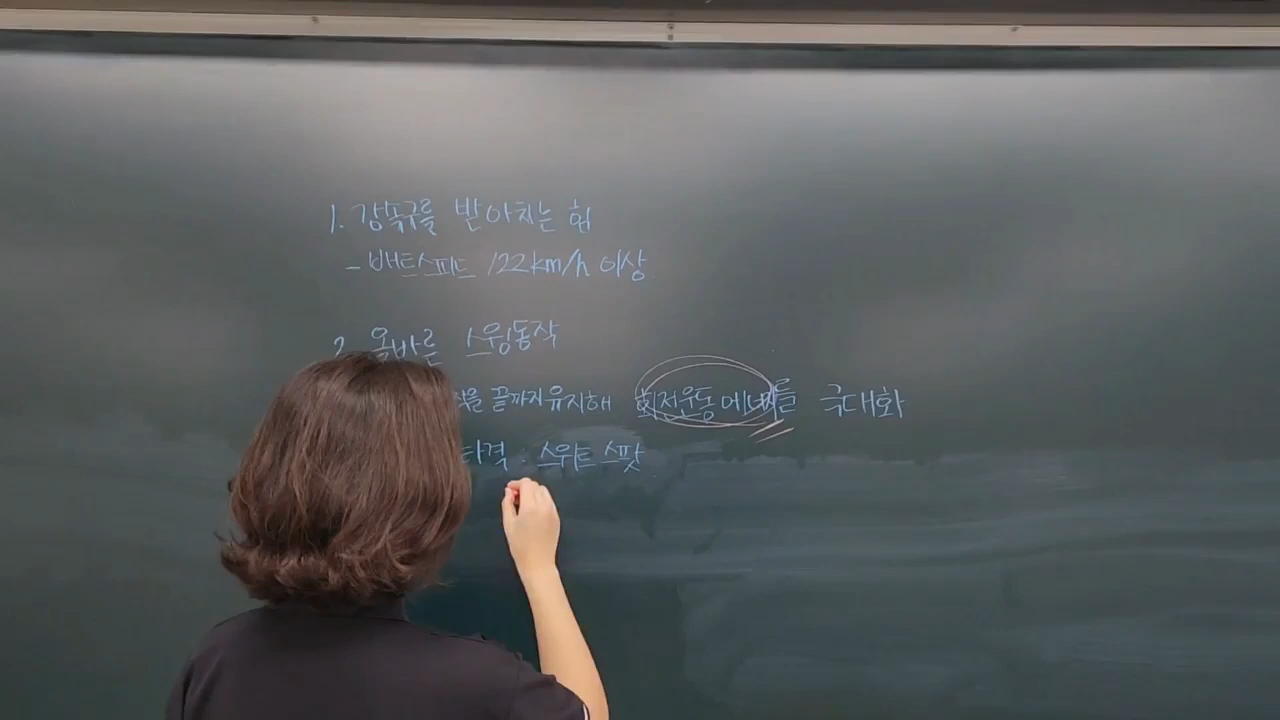 1. 강속구를 받아치는 힘
- 배트스피드 122km/h 이상
2. 올바른 스윙동작
끝까지유지해 회전운동에너지를 극대화
타격 : 스위트 스팟